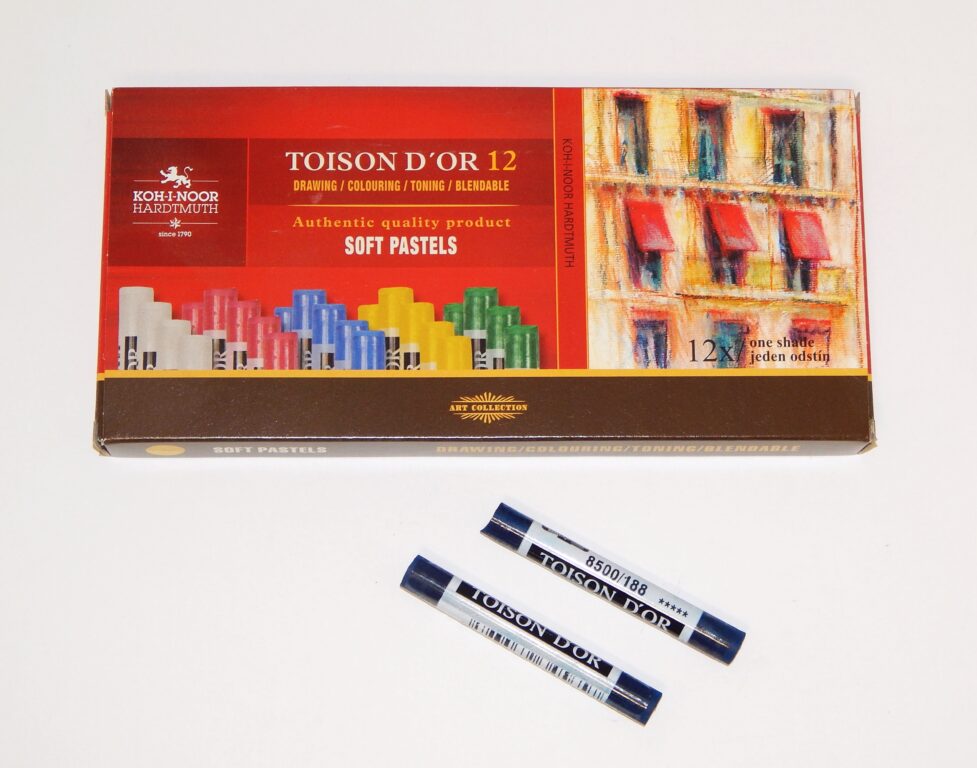 KOH-I-NOOR
HARDTMUTH
since 1790
TOISON D´OR 12
DRAWING / COLOURING / TONING / BLENDABLE
Authentic quality product
SOFT PASTELS
KOH-I-NOOR HARDTMUTH
12x/ one shade
jeden odstín
ART COLLECTION
SOFT PASTELS
DRAWING/COLOURING/TONING/BLENDABLE
8500/188 *****
TOISON D´OR
TOISON D´OR